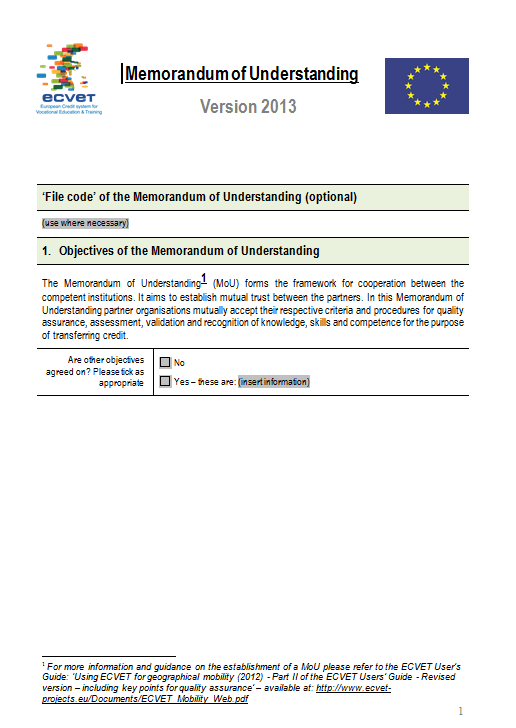 ecvet
European Credit system for
Vocational Education & Training
Memorandum of Understanding
Version 2013
‘File code’ of the Memorandum of Understanding (optional)
(use where necessary)
1. Objectives of the Memorandum of Understanding
The Memorandum of Understanding1 (MoU) forms the framework for cooperation between the
competent institutions. It aims to establish mutual trust between the partners. In this Memorandum of
Understanding partner organisations mutually accept their respective criteria and procedures for quality
assurance, assessment, validation and recognition of knowledge, skills and competence for the purpose
of transferring credit.
Are other objectives
agreed on? Please tick as
appropriate
No
Yes – these are: (insert information)
1 For more information and guidance on the establishment of a MoU please refer to the ECVET User's
Guide: ‘Using ECVET for geographical mobility (2012) - Part II of the ECVET Users’ Guide - Revised
version – including key points for quality assurance’ – available at: http://www.ecvet-
projects.eu/Documents/ECVET_Mobility_Web.pdf
1